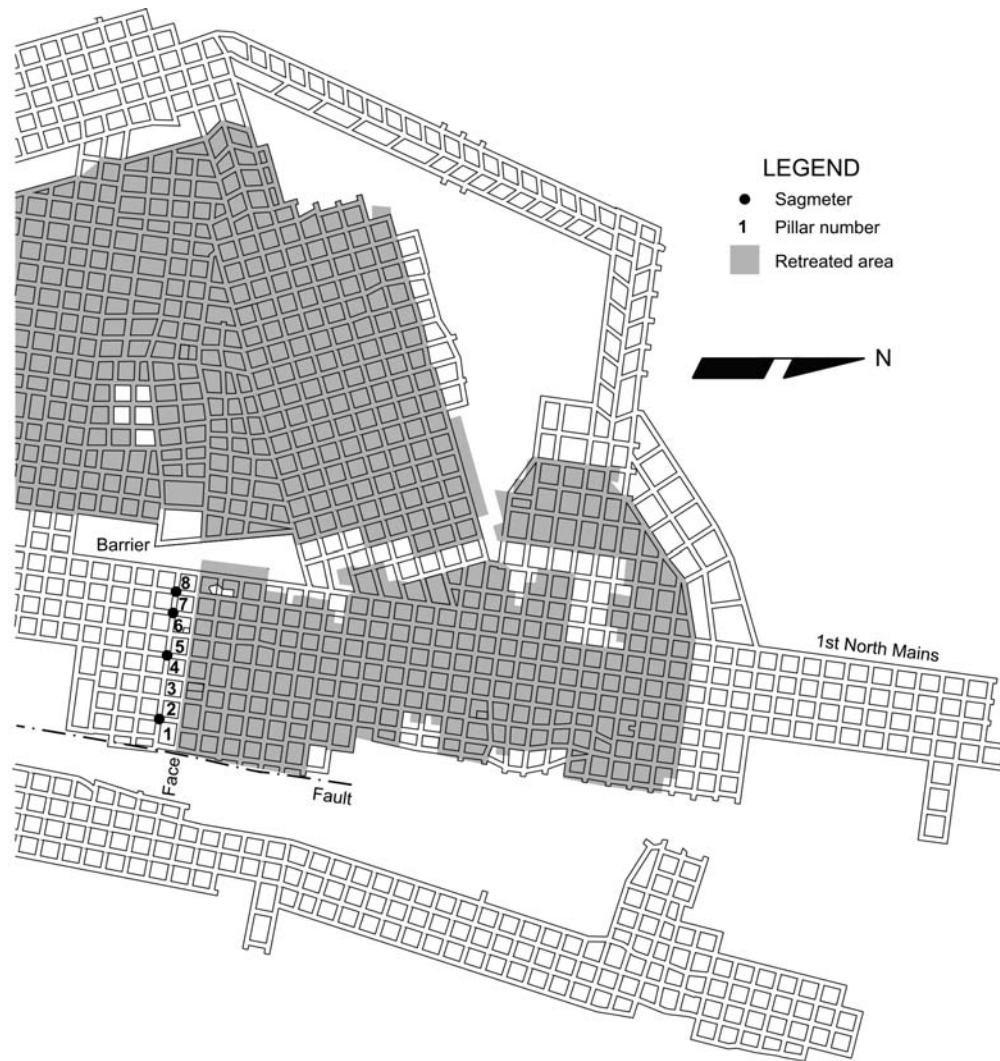 LEGEND
Sagmeter
1 Pillar number
Retreated area
N
Barrier
8
7
6
5
4
3
2
1
1st North Mains
Face
Fault